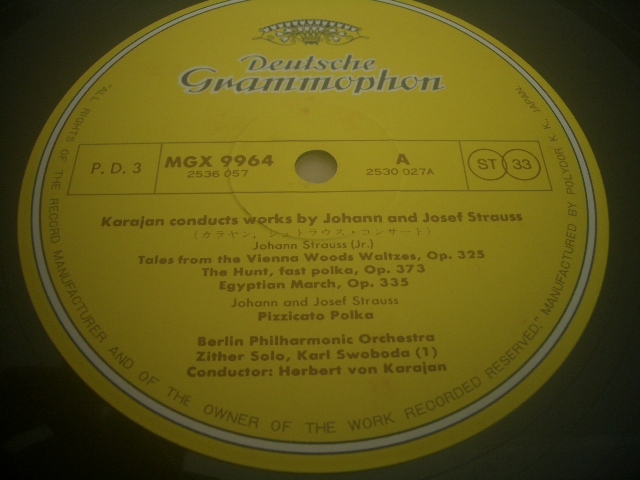 Deutsche
Grammophon
P. D. 3
MGX 9964
2536 057
A
2530 027A
ST 33
Karajan conducts works by Johann and Josef Strauss
(カラヤン，シュトラウス・コンサート)
Johann Strauss (Jr.)
Tales from the Vienna Woods Waltzes, Op. 325
The Hunt, fast polka, Op. 373
Egyptian March, Op. 335
Johann and Josef Strauss
Pizzicato Polka
Berlin Philharmonic Orchestra
Zither Solo, Karl Swoboda (1)
Conductor: Herbert von Karajan
"ALL RIGHTS OF THE RECORD MANUFACTURER AND OF THE OWNER OF THE WORK RECORDED RESERVED." MANUFACTURED BY POLYDOR K. K., JAPAN.